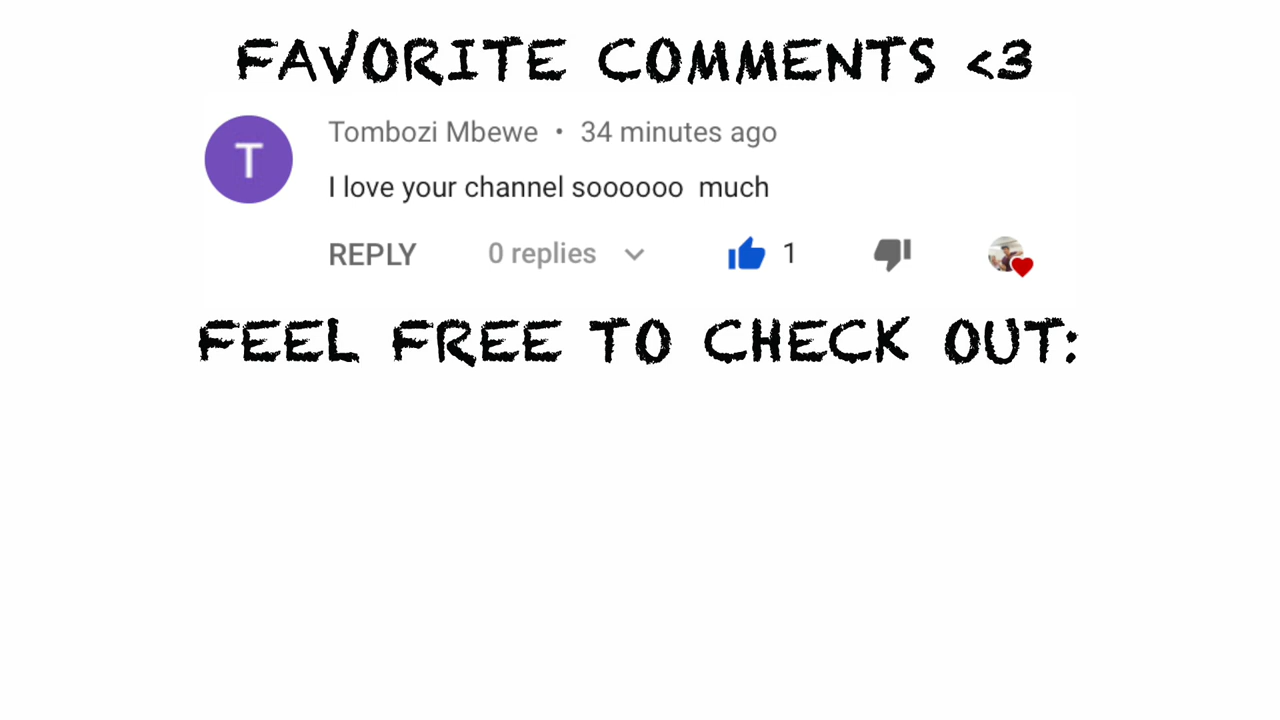 FAVORITE COMMENTS <3
T
Tombozi Mbewe • 34 minutes ago
I love your channel soooooo  much
REPLY 0 replies 1
FEEL FREE TO CHECK OUT: